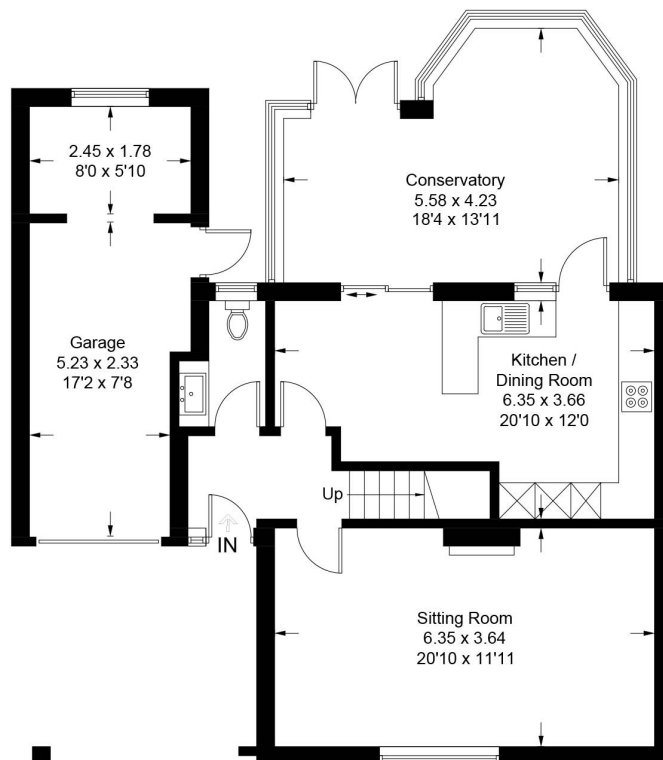 2.45 x 1.78
8'0 x 5'10
Conservatory
5.58 x 4.23
18'4 x 13'11
Garage
5.23 x 2.33
17'2 x 7'8
Kitchen /
Dining Room
6.35 x 3.66
20'10 x 12'0
Up
IN
Sitting Room
6.35 x 3.64
20'10 x 11'11